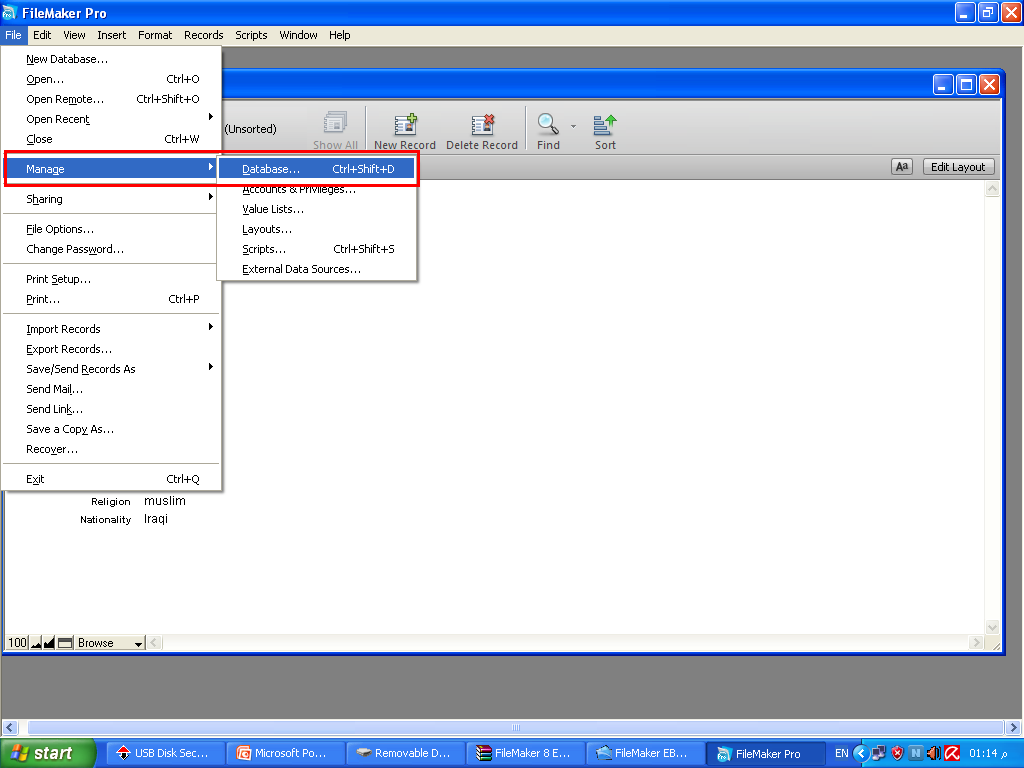 FileMaker Pro
File Edit View Insert Format Records Scripts Window Help
New Database...
Open... Ctrl+O
Open Remote... Ctrl+Shift+O
Open Recent
Close Ctrl+W
Manage
Sharing
File Options...
Change Password...
Print Setup...
Print... Ctrl+P
Import Records
Export Records...
Save/Send Records As
Send Mail...
Send Link...
Save a Copy As...
Recover...
Exit Ctrl+Q
Database... Ctrl+Shift+D
Accounts & Privileges...
Value Lists...
Layouts...
Scripts... Ctrl+Shift+S
External Data Sources...
(Unsorted)
Show All New Record Delete Record Find Sort
Aa Edit Layout
Religion muslim
Nationality Iraqi
100 Browse
start USB Disk Sec... Microsoft Po... Removable D... FileMaker 8 E... FileMaker EB... FileMaker Pro EN N 01:14 م